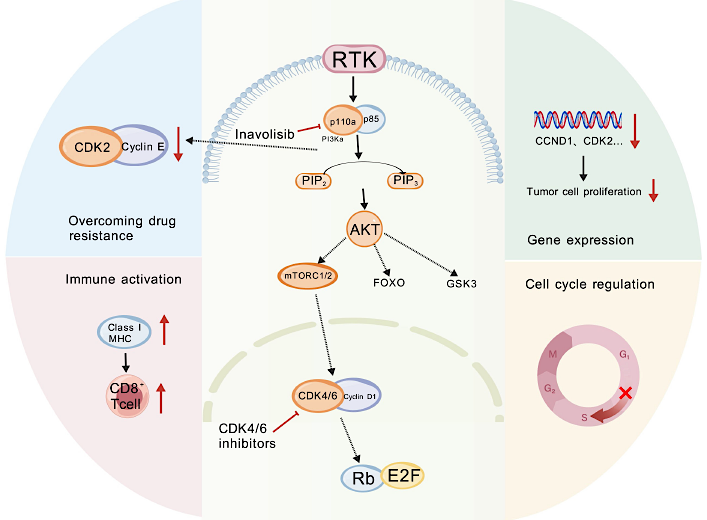 RTK
p110a
p85
PI3Ka
Inavolisib
PIP2
PIP3
AKT
mTORC1/2
FOXO
GSK3
CDK4/6
Cyclin D1
CDK4/6
inhibitors
Rb
E2F
CDK2
Cyclin E
Overcoming drug
resistance
Immune activation
Class I
MHC
CD8-
Tcell
CCND1、CDK2...
Tumor cell proliferation
Gene expression
Cell cycle regulation
M
G1
G2
S